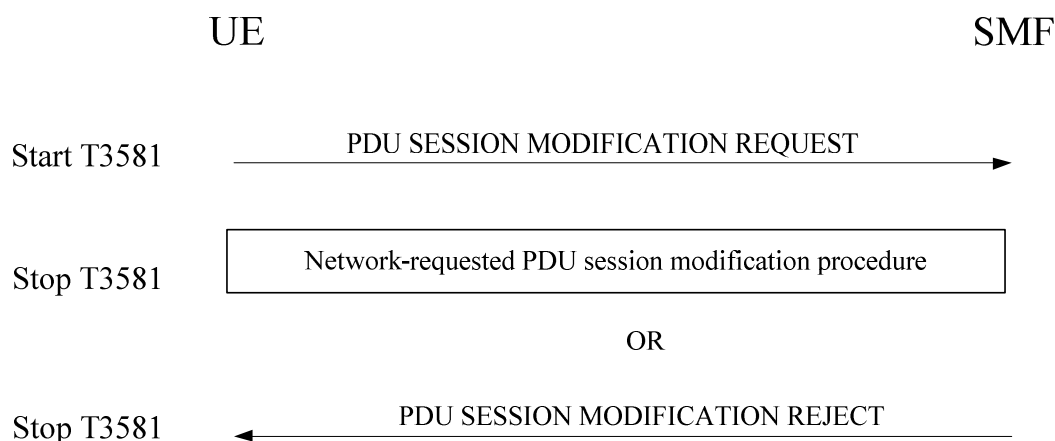 UE SMF
Start T3581 PDU SESSION MODIFICATION REQUEST
Stop T3581 Network-requested PDU session modification procedure
OR
Stop T3581 PDU SESSION MODIFICATION REJECT